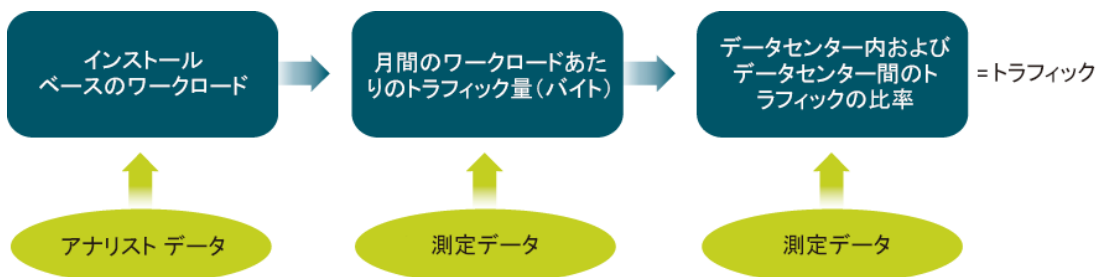 インストール
ベースのワークロード
月間のワークロードあた
りのトラフィック量(バイト)
データセンター内および
データセンター間のト
ラフィックの比率
=トラフィック
アナリスト データ
測定データ
測定データ